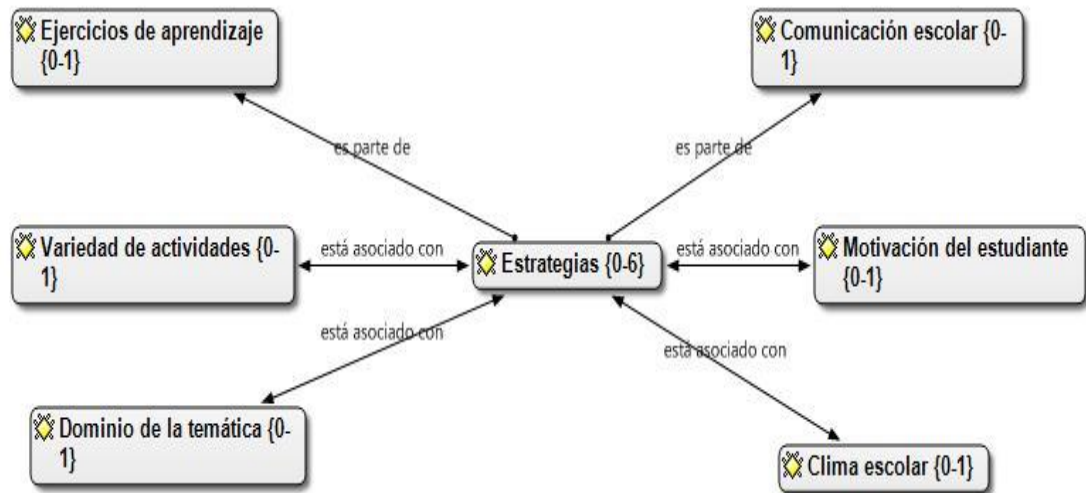 Ejercicios de aprendizaje
{0-1}
Comunicación escolar {0-
1}
es parte de
es parte de
Variedad de actividades {0-
1}
está asociado con
Estrategias {0-6}
está asociado con
Motivación del estudiante
{0-1}
está asociado con
está asociado con
Dominio de la temática {0-
1}
Clima escolar {0-1}